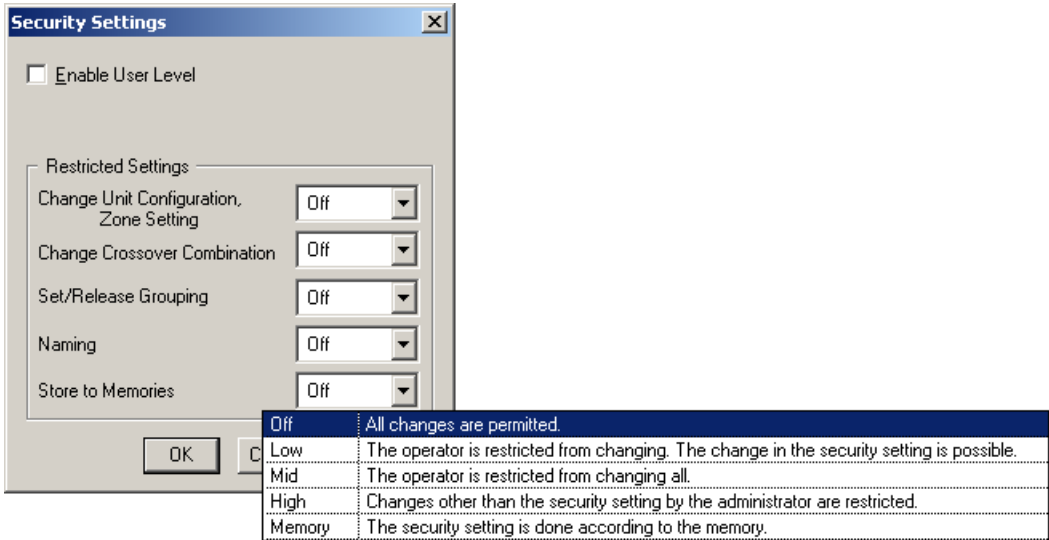 Security Settings
Enable User Level
Restricted Settings
Change Unit Configuration,
Zone Setting
Off
Change Crossover Combination
Off
Set/Release Grouping
Off
Naming
Off
Store to Memories
Off
OK
C
Off All changes are permitted.
Low The operator is restricted from changing. The change in the security setting is possible.
Mid The operator is restricted from changing all.
High Changes other than the security setting by the administrator are restricted.
Memory The security setting is done according to the memory.